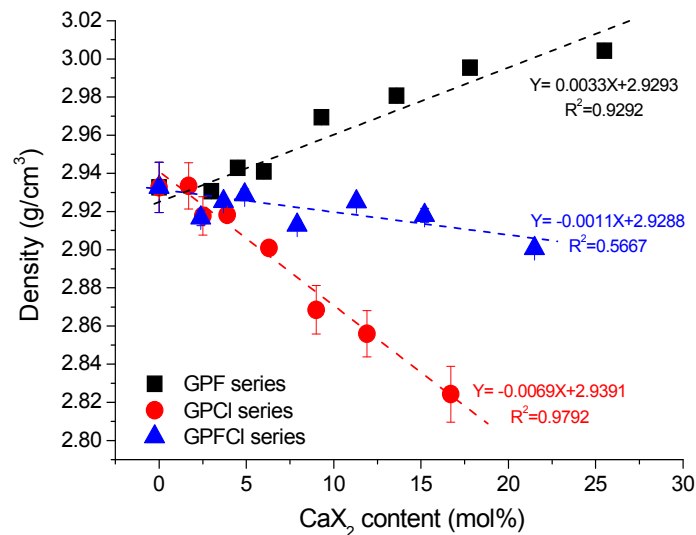 3.02
3.00
2.98
2.96
2.94
2.92
2.90
2.88
2.86
2.84
2.82
2.80
Density (g/cm³)
Y= 0.0033X+2.9293
R²=0.9292
Y= -0.0011X+2.9288
R²=0.5667
Y= -0.0069X+2.9391
R²=0.9792
GPF series
GPCl series
GPFCl series
0 5 10 15 20 25 30
CaX₂ content (mol%)